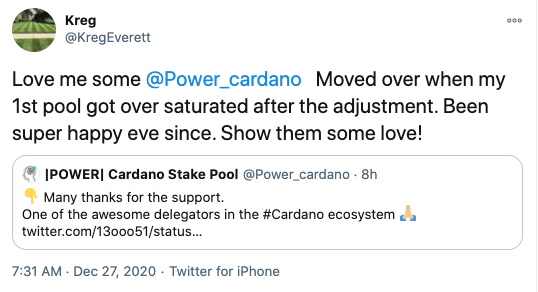 Kreg
@KregEverett
Love me some @Power_cardano Moved over when my
1st pool got over saturated after the adjustment. Been
super happy eve since. Show them some love!
|POWER| Cardano Stake Pool @Power_cardano · 8h
👇 Many thanks for the support.
One of the awesome delegators in the #Cardano ecosystem 🙏🏼
twitter.com/13ooo51/status...
7:31 AM · Dec 27, 2020 · Twitter for iPhone